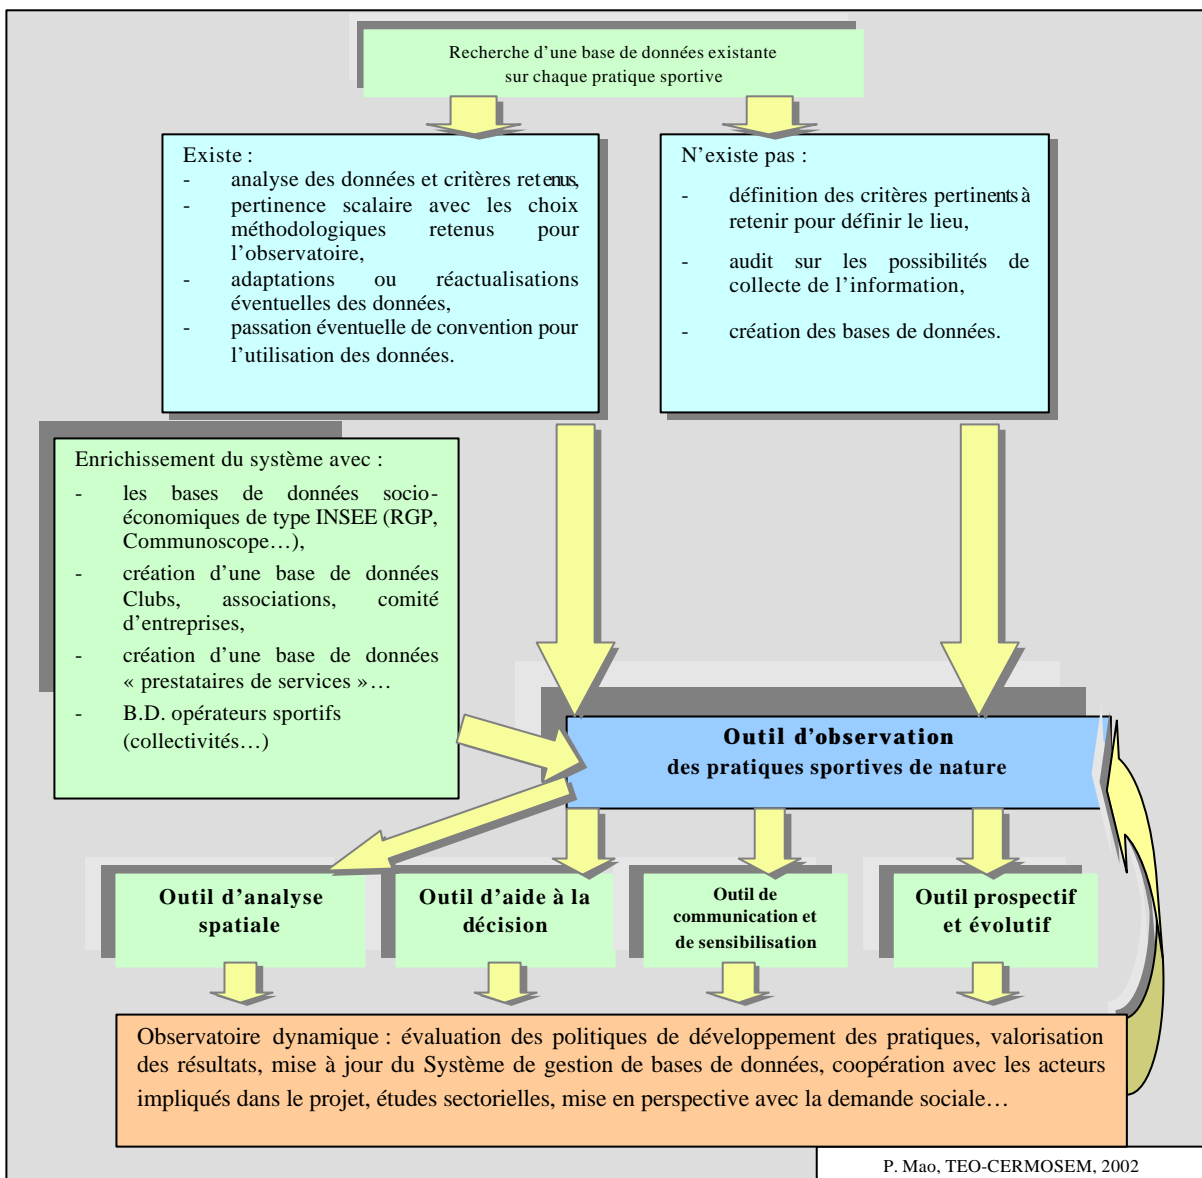 Recherche d’une base de données existante
sur chaque pratique sportive
Existe :
- analyse des données et critères retenus,
- pertinence scalaire avec les choix
méthodologiques retenus pour
l’observatoire,
- adaptations ou réactualisations
éventuelles des données,
- passation éventuelle de convention pour
l’utilisation des données.
N’existe pas :
- définition des critères pertinents à
retenir pour définir le lieu,
- audit sur les possibilités de
collecte de l’information,
- création des bases de données.
Enrichissement du système avec :
- les bases de données socio-
économiques de type INSEE (RGP,
Communoscope…),
- création d’une base de données
Clubs, associations, comité
d’entreprises,
- création d’une base de données
« prestataires de services »…
- B.D. opérateurs sportifs
(collectivités…)
Outil d’observation
des pratiques sportives de nature
Outil d’analyse
spatiale
Outil d’aide à la
décision
Outil de
communication et
de sensibilisation
Outil prospectif
et évolutif
Observatoire dynamique : évaluation des politiques de développement des pratiques, valorisation
des résultats, mise à jour du Système de gestion de bases de données, coopération avec les acteurs
impliqués dans le projet, études sectorielles, mise en perspective avec la demande sociale…
P. Mao, TEO-CERMOSEM, 2002